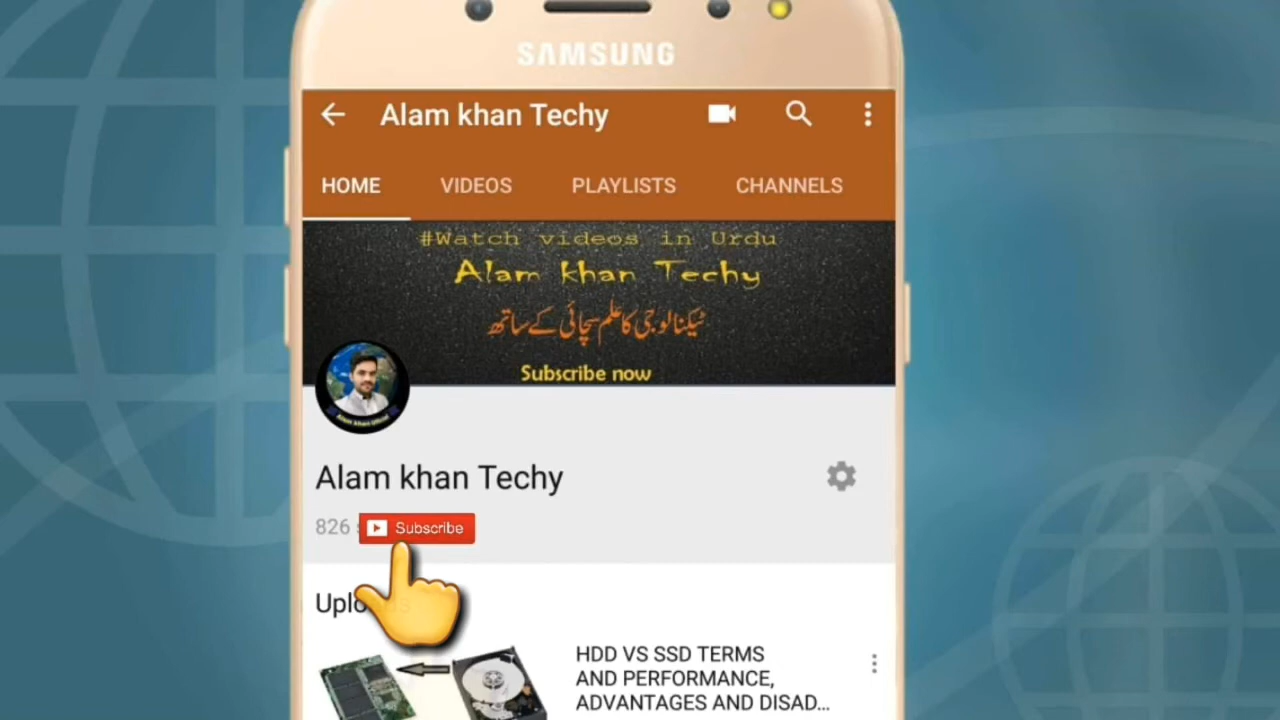 SAMSUNG
Alam khan Techy
HOME VIDEOS PLAYLISTS CHANNELS
#Watch videos in Urdu
Alam khan Techy
ٹیکنالوجی کا علم سچائی کے ساتھ
Subscribe now
Alam khan Techy
826
Subscribe
HDD VS SSD TERMS
AND PERFORMANCE,
ADVANTAGES AND DISAD...